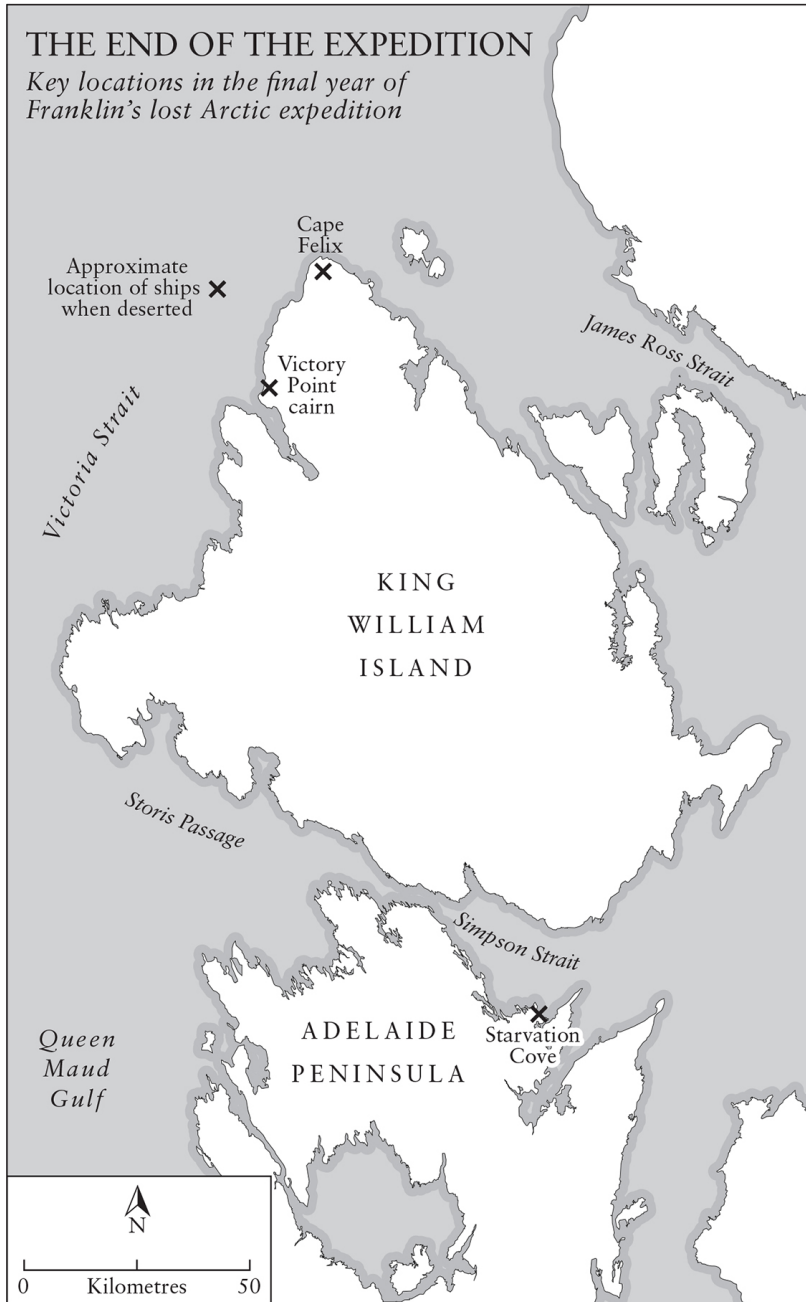 THE END OF THE EXPEDITION
Key locations in the final year of
Franklin's lost Arctic expedition
Cape
Felix
Approximate
location of ships
when deserted
James Ross Strait
Victory
Point
cairn
Victoria Strait
KING
WILLIAM
ISLAND
Storis Passage
Simpson Strait
Starvation
Cove
ADELAIDE
PENINSULA
Queen
Maud
Gulf
N
0 Kilometres 50